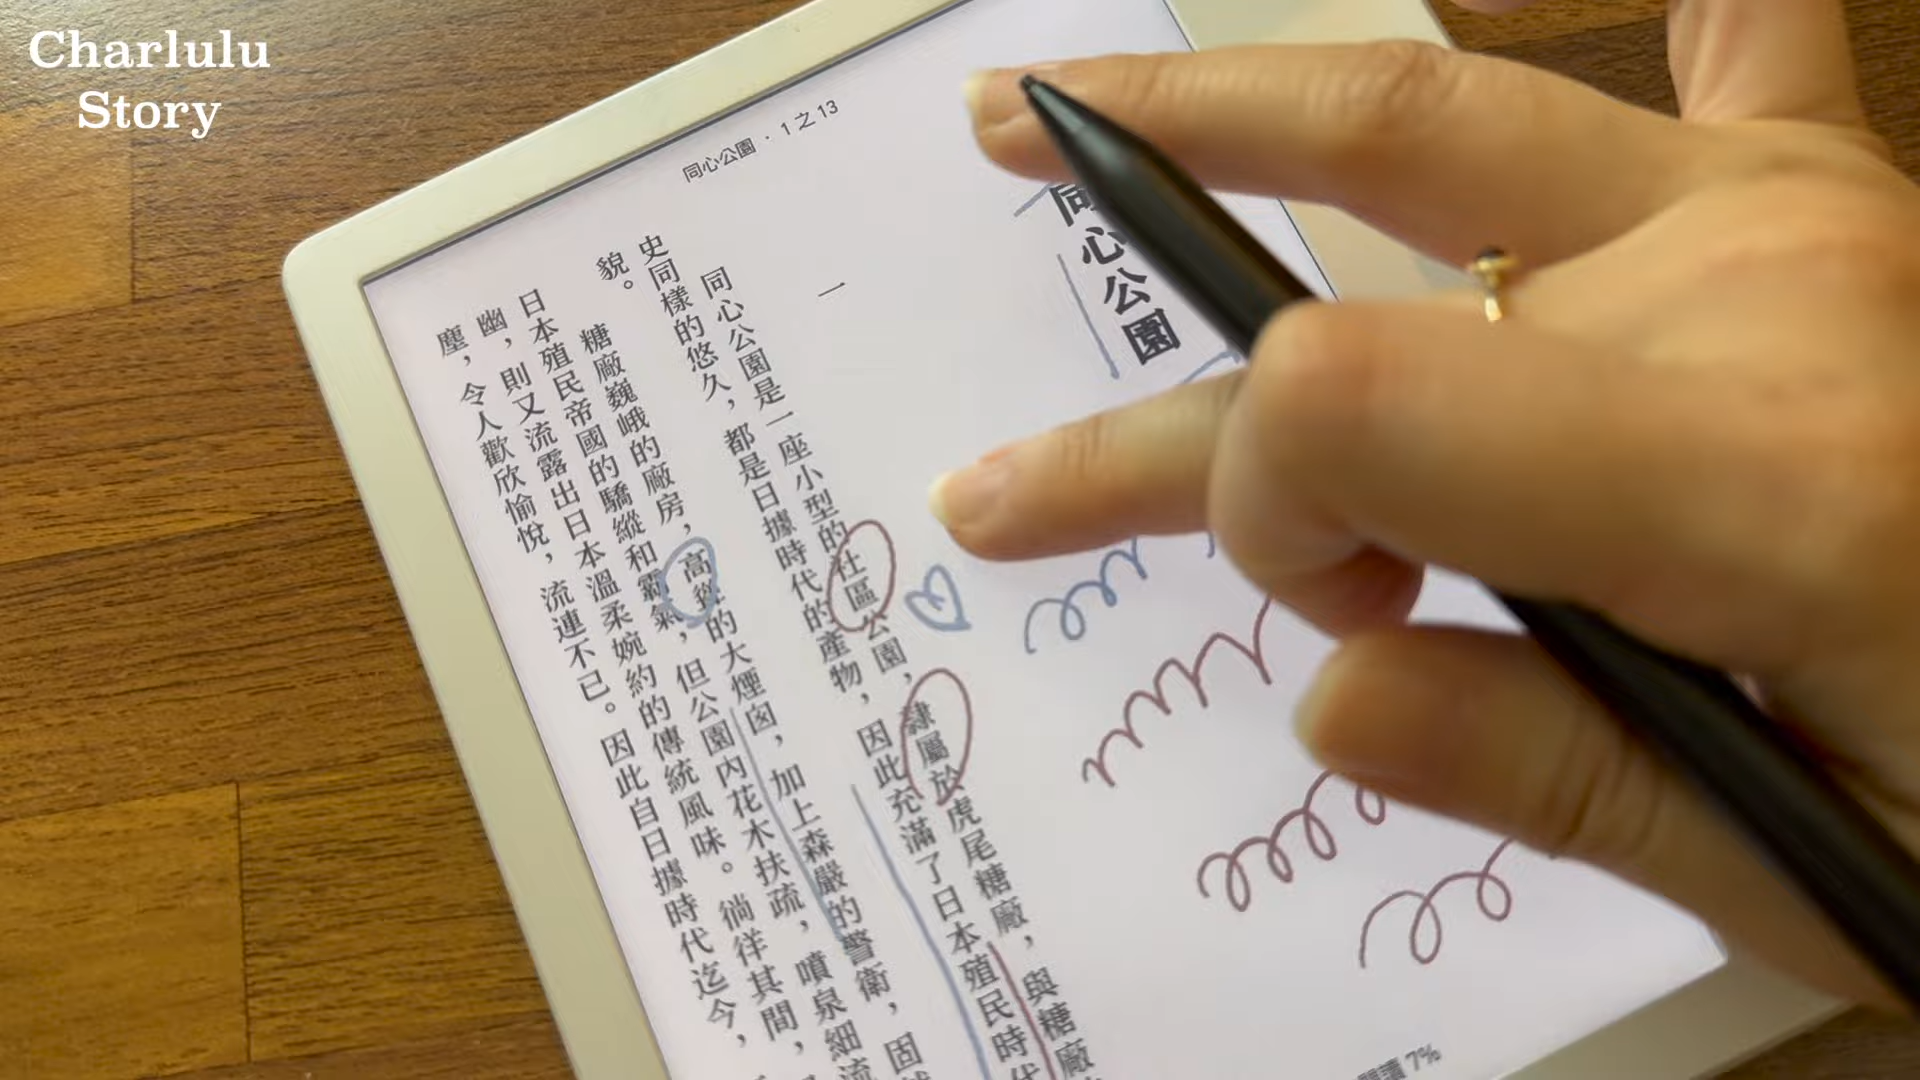 Charlulu
Story
同心公園・1 之 13
同心公園
一
同心公園是一座小型的社區公園，隸屬於虎尾糖廠，與糖廠
史同樣的悠久，都是日據時代的產物，因此充滿了日本殖民時代
貌。
糖廠巍峨的廠房，高聳的大煙囪，加上森嚴的警衛，固
日本殖民帝國的驕縱和霸氣，但公園內花木扶疏，噴泉細流
幽，則又流露出日本溫柔婉約的傳統風味。徜徉其間，
塵，令人歡欣愉悅，流連不已。因此自日據時代迄今，
7%